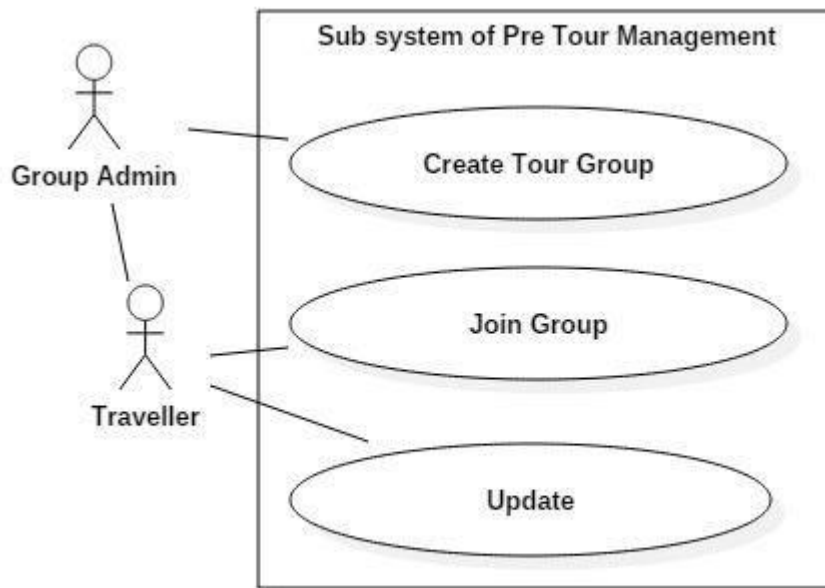 Sub system of Pre Tour Management
Group Admin
Create Tour Group
Traveller
Join Group
Update